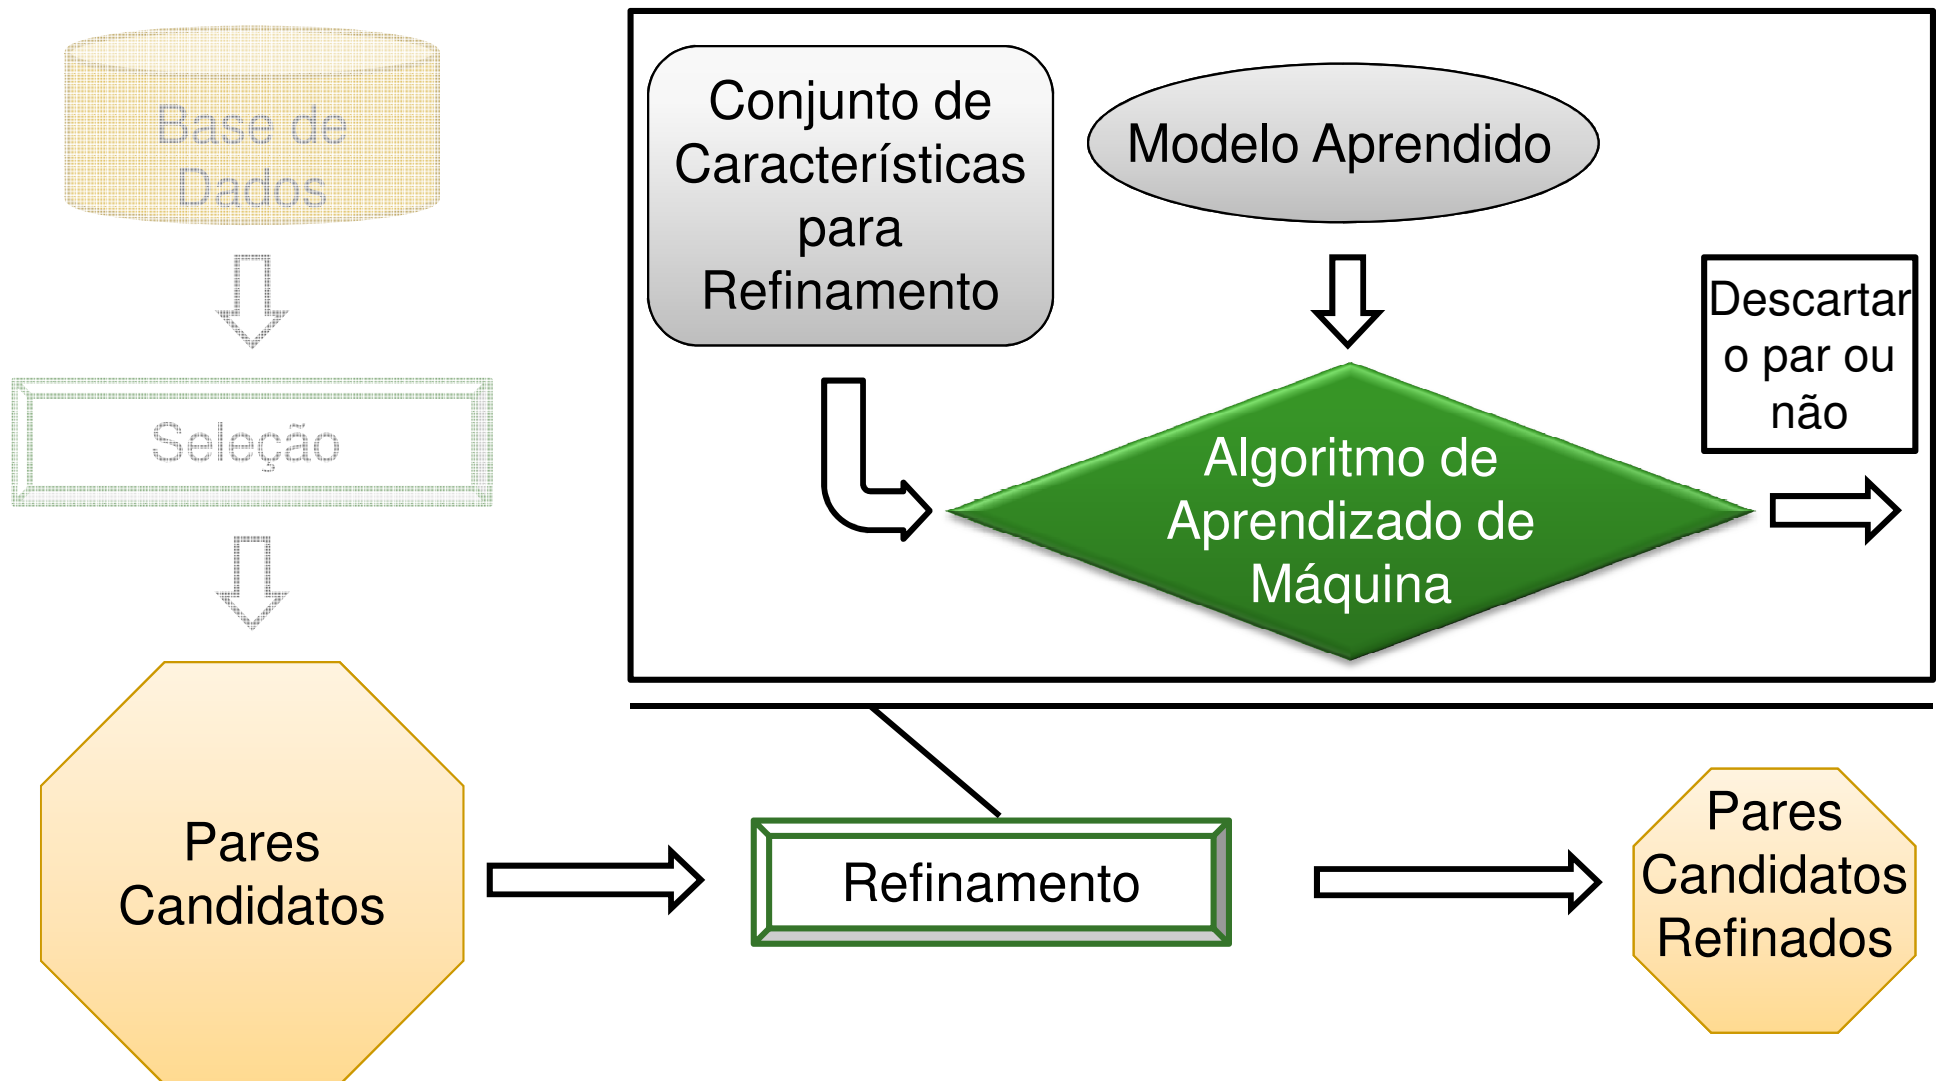 Base de
Dados
Seleção
Pares
Candidatos
Conjunto de
Características
para
Refinamento
Modelo Aprendido
Algoritmo de
Aprendizado de
Máquina
Descartar
o par ou
não
Refinamento
Pares
Candidatos
Refinados